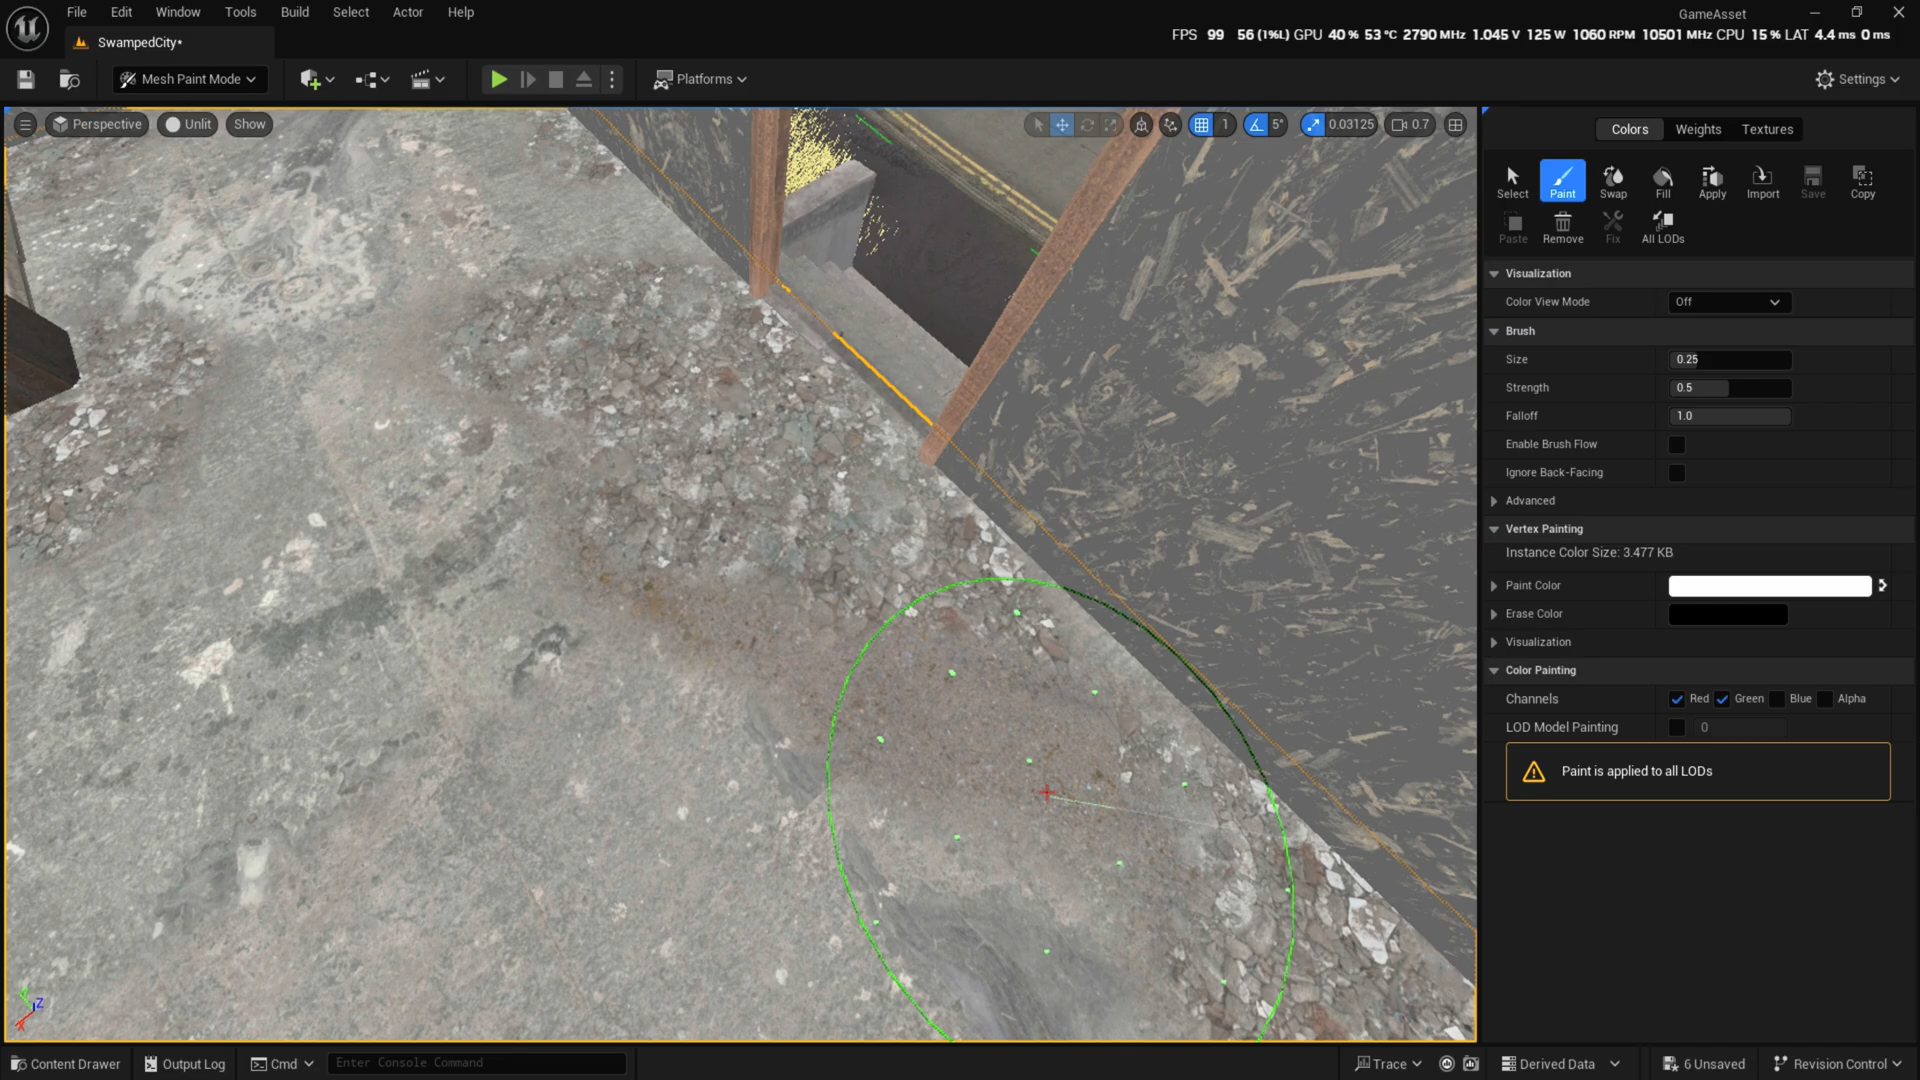 File Edit Window Tools Build Select Actor Help
GameAsset
SwampedCity*
FPS 99 56 (1%L) GPU 40 % 53 °C 2790 MHz 1.045 V 125 W 1060 RPM 10501 MHz CPU 15 % LAT 4.4 ms 0 ms
Mesh Paint Mode
Platforms
Settings
Perspective Unlit Show
1 5° 0.03125 0.7
Colors Weights Textures
Select Paint Swap Fill Apply Import Save Copy
Paste Remove Fix All LODs
Visualization
Color View Mode Off
Brush
Size 0.25
Strength 0.5
Falloff 1.0
Enable Brush Flow
Ignore Back-Facing
Advanced
Vertex Painting
Instance Color Size: 3.477 KB
Paint Color
Erase Color
Visualization
Color Painting
Channels Red Green Blue Alpha
LOD Model Painting 0
Paint is applied to all LODs
Z
X
Content Drawer Output Log Cmd Enter Console Command Trace Derived Data 6 Unsaved Revision Control